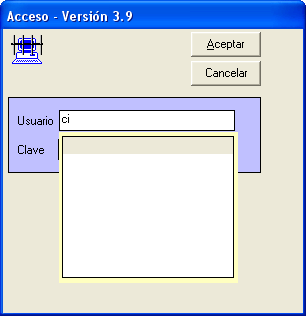 Acceso - Versión 3.9
Aceptar
Cancelar
Usuario ci
Clave